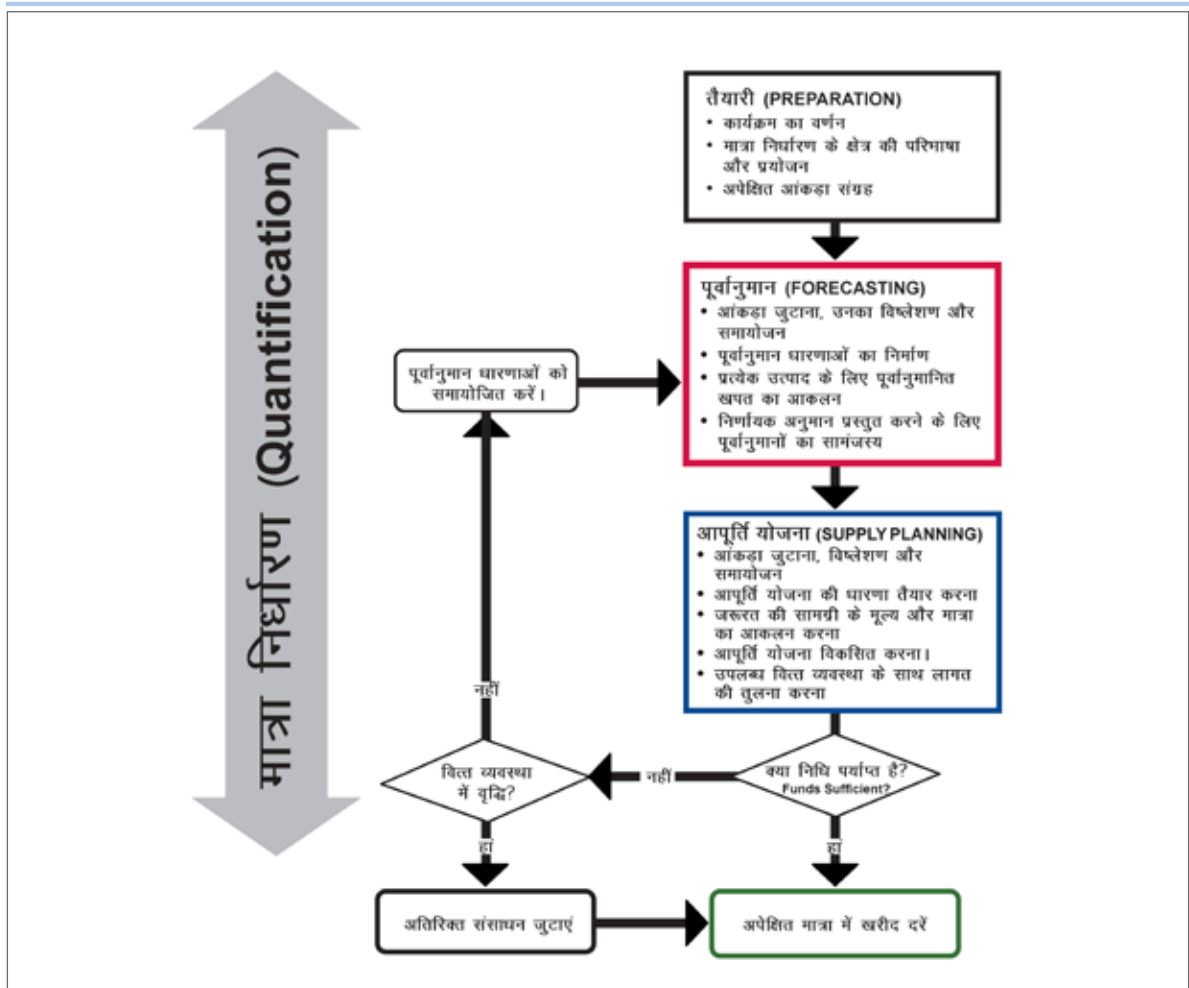 मात्रा निर्धारण (Quantification)
तैयारी (PREPARATION)
• कार्यक्रम का वर्णन
• मात्रा निर्धारण के क्षेत्र की परिभाषा
और प्रयोजन
• अपेक्षित आंकड़ा संग्रह
पूर्वानुमान (FORECASTING)
• आंकड़ा जुटाना, उनका विष्लेशण और
समायोजन
• पूर्वानुमान धारणाओं का निर्माण
• प्रत्येक उत्पाद के लिए पूर्वानुमानित
खपत का आकलन
• निर्णायक अनुमान प्रस्तुत करने के लिए
पूर्वानुमानों का सामंजस्य
पूर्वानुमान धारणाओं को
समायोजित करें।
आपूर्ति योजना (SUPPLY PLANNING)
• आंकड़ा जुटाना, विष्लेशण और
समायोजन
• आपूर्ति योजना की धारणा तैयार करना
• जरूरत की सामग्री के मूल्य और मात्रा
का आकलन करना
• आपूर्ति योजना विकसित करना।
• उपलब्ध वित्त व्यवस्था के साथ लागत
की तुलना करना
क्या निधि पर्याप्त है?
Funds Sufficient?
नहीं
वित्त व्यवस्था
में वृद्धि?
नहीं
हां
हां
अतिरिक्त संसाधन जुटाएं
अपेक्षित मात्रा में खरीद दरें